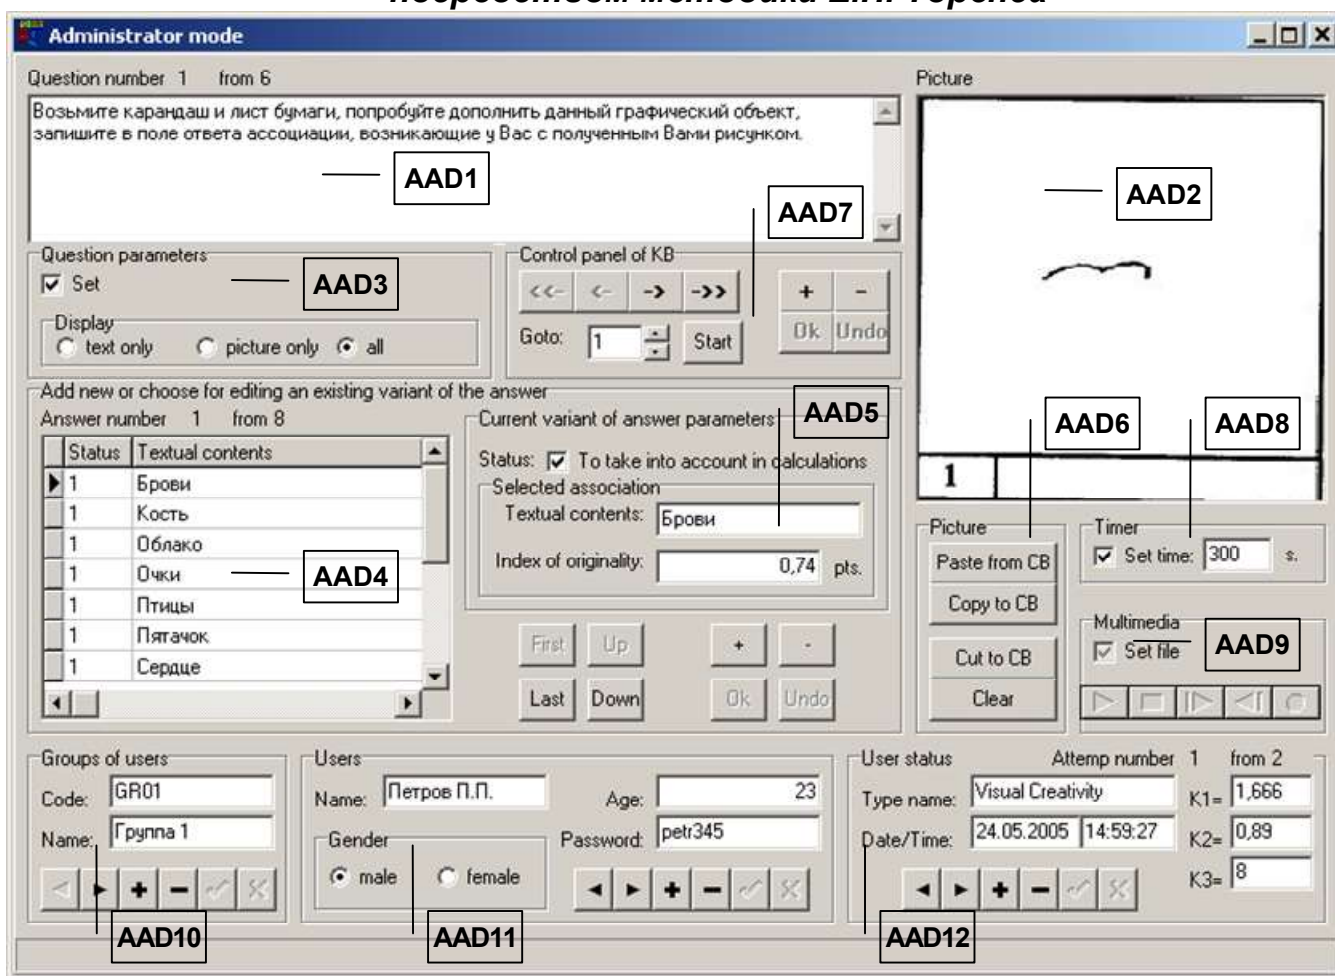 посредством методики Е.П. Торенса
Administrator mode
Question number 1 from 6
Возьмите карандаш и лист бумаги, попробуйте дополнить данный графический объект,
запишите в поле ответа ассоциации, возникающие у Вас с полученным Вами рисунком.
AAD1
Picture
AAD2
1
Question parameters
Set
AAD3
Display
text only picture only all
Control panel of KB
AAD7
<<- <- -> ->>
+ -
Goto: 1 Start
Ok Undo
Add new or choose for editing an existing variant of the answer
Answer number 1 from 8
Status Textual contents
1 Брови
1 Кость
1 Облако
1 Очки
1 Птицы
1 Пятачок
1 Сердце
AAD4
Current variant of answer parameters
AAD5
Status: To take into account in calculations
Selected association
Textual contents: Брови
Index of originality: 0,74 pts.
First Up + -
Last Down Ok Undo
AAD6
Picture
Paste from CB
Copy to CB
Cut to CB
Clear
AAD8
Timer
Set time: 300 s.
Multimedia
Set file
AAD9
Groups of users
Code: GR01
Name: Группа 1
AAD10
Users
Name: Петров П.П.
Age: 23
Gender
male female
Password: petr345
AAD11
User status Attemp number 1 from 2
Type name: Visual Creativity K1= 1,666
Date/Time: 24.05.2005 14:59:27 K2= 0,89
K3= 8
AAD12